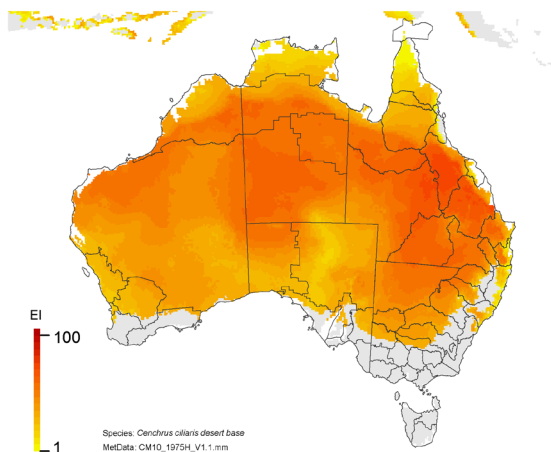 EI
100
1
Species: Cenchrus ciliaris desert base
MetData: CM10_1975H_V1.1.mm